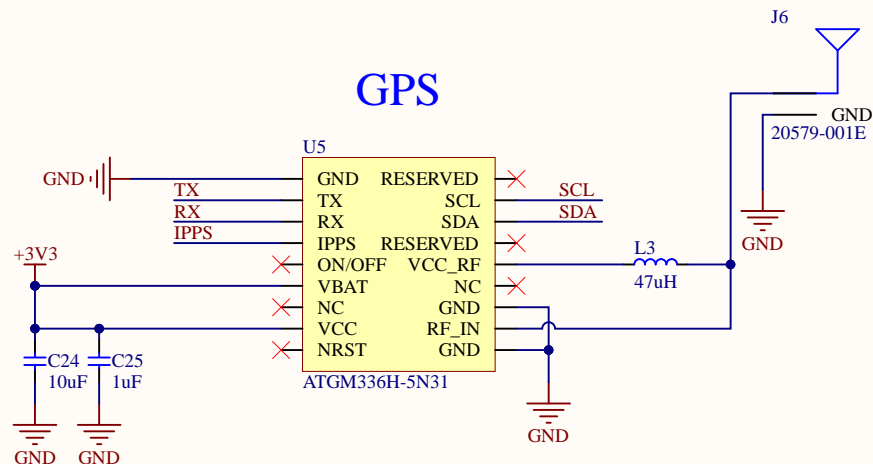 J6
GPS
GND
20579-001E
U5
GND
GND RESERVED
TX
TX SCL
SCL
RX
RX SDA
SDA
IPPS
IPPS RESERVED
GND
+3V3
ON/OFF VCC_RF
L3
47uH
VBAT NC
NC GND
VCC RF_IN
NRST GND
C24
10uF
C25
1uF
ATGM336H-5N31
GND
GND
GND